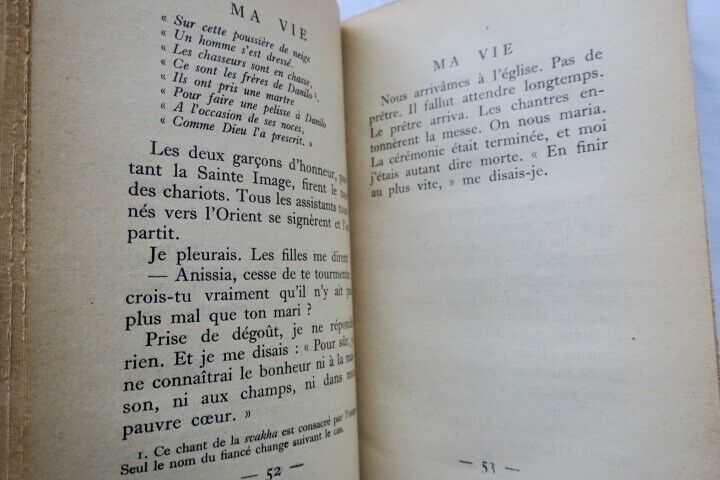 MA VIE
« Sur cette poussière de neige
« Un homme s'est dressé.
« Les chasseurs sont en chasse,
« Ce sont les frères de Danilo 1.
« Ils ont pris une martre
« Pour faire une pelisse à Danilo
« A l'occasion de ses noces,
« Comme Dieu l'a prescrit. »
Les deux garçons d'honneur,
tant la Sainte Image, firent le
des chariots. Tous les assistants
nés vers l'Orient se signèrent et l'
partit.
Je pleurais. Les filles me dirent
— Anissia, cesse de te
crois-tu vraiment qu'il n'y ait
plus mal que ton mari ?
Prise de dégoût, je ne
rien. Et je me disais : « Pour sûr,
ne connaîtrai le bonheur ni à la
son, ni aux champs, ni dans
pauvre cœur. »
1. Ce chant de la svakha est consacré par
Seul le nom du fiancé change suivant le cas.
— 52 —
MA VIE
Nous arrivâmes à l'église. Pas de
prêtre. Il fallut attendre longtemps.
Le prêtre arriva. Les chantres en-
tonnèrent la messe. On nous maria.
La cérémonie était terminée, et moi
j'étais autant dire morte. « En finir
au plus vite, » me disais-je.
— 53 —